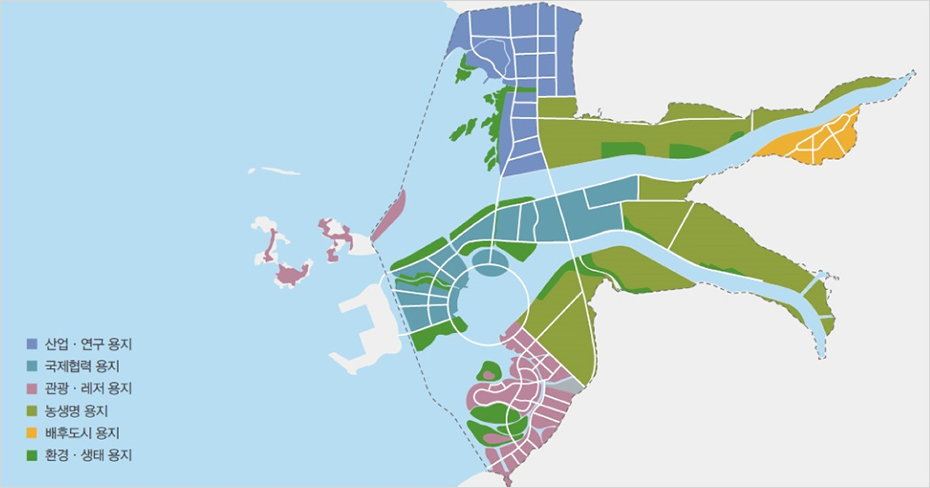 산업 · 연구 용지
국제협력 용지
관광 · 레저 용지
농생명 용지
배후도시 용지
환경 · 생태 용지